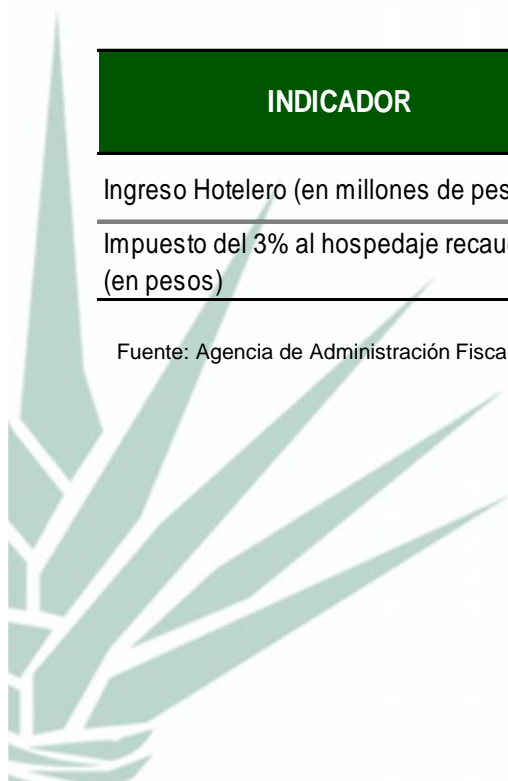 INDICADOR
Ingreso Hotelero (en millones de pes
Impuesto del 3% al hospedaje recau
(en pesos)
Fuente: Agencia de Administración Fisca